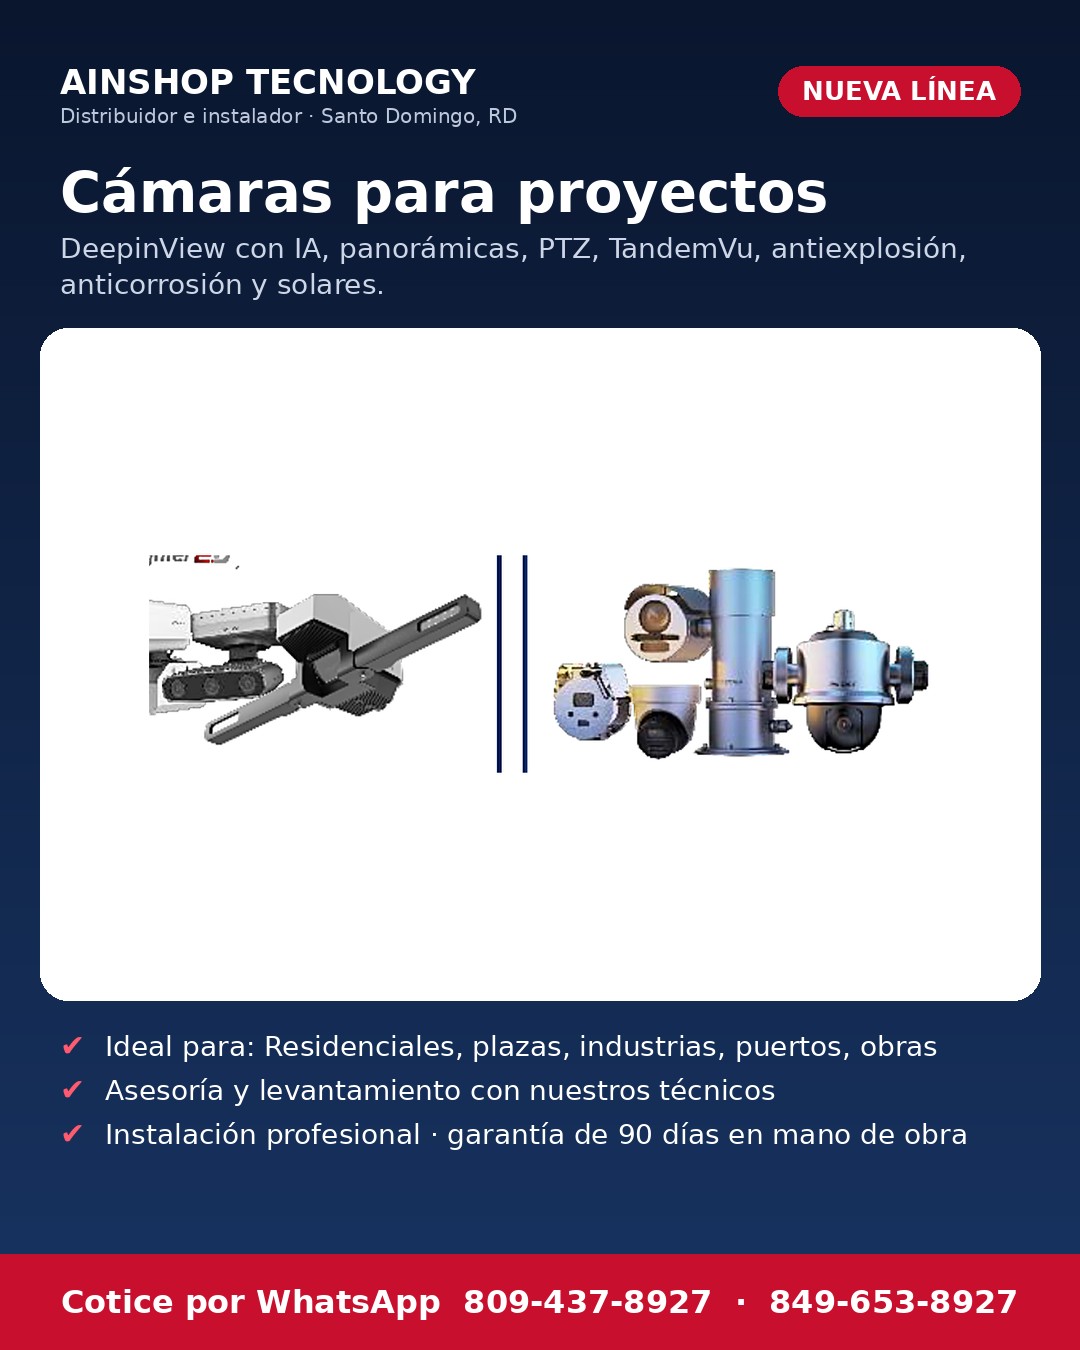 AINSHOP TECNOLOGY
NUEVA LÍNEA
Distribuidor e instalador · Santo Domingo, RD
Cámaras para proyectos
DeepinView con IA, panorámicas, PTZ, TandemVu, antiexplosión,
anticorrosión y solares.
✔ Ideal para: Residenciales, plazas, industrias, puertos, obras
✔ Asesoría y levantamiento con nuestros técnicos
✔ Instalación profesional · garantía de 90 días en mano de obra
Cotice por WhatsApp 809-437-8927 · 849-653-8927